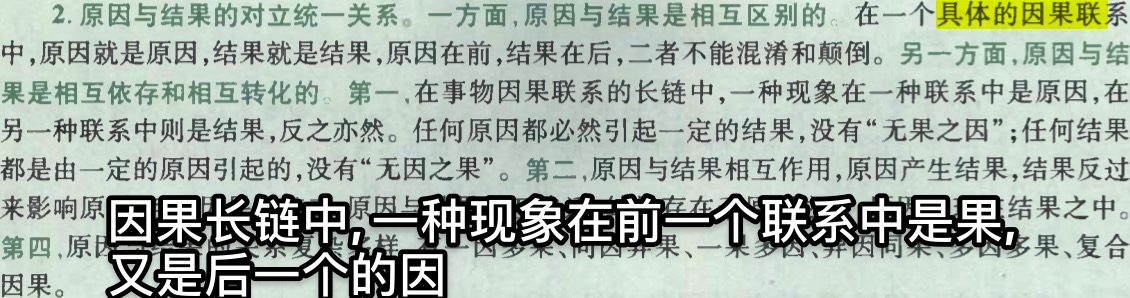 2. 原因与结果的对立统一关系。一方面,原因与结果是相互区别的。在一个具体的因果联系
中,原因就是原因,结果就是结果,原因在前,结果在后,二者不能混淆和颠倒。另一方面,原因与结
果是相互依存和相互转化的。第一,在事物因果联系的长链中,一种现象在一种联系中是原因,在
另一种联系中则是结果,反之亦然。任何原因都必然引起一定的结果,没有“无果之因”;任何结果
都是由一定的原因引起的,没有“无因之果”。第二,原因与结果相互作用,原因产生结果,结果反过
来影响原 原因与 存在 结果之中。
第四,原因 一因多果、同因异果、一果多因、异因同果、多因多果、复合
因果。
因果长链中,一种现象在前一个联系中是果,
又是后一个的因